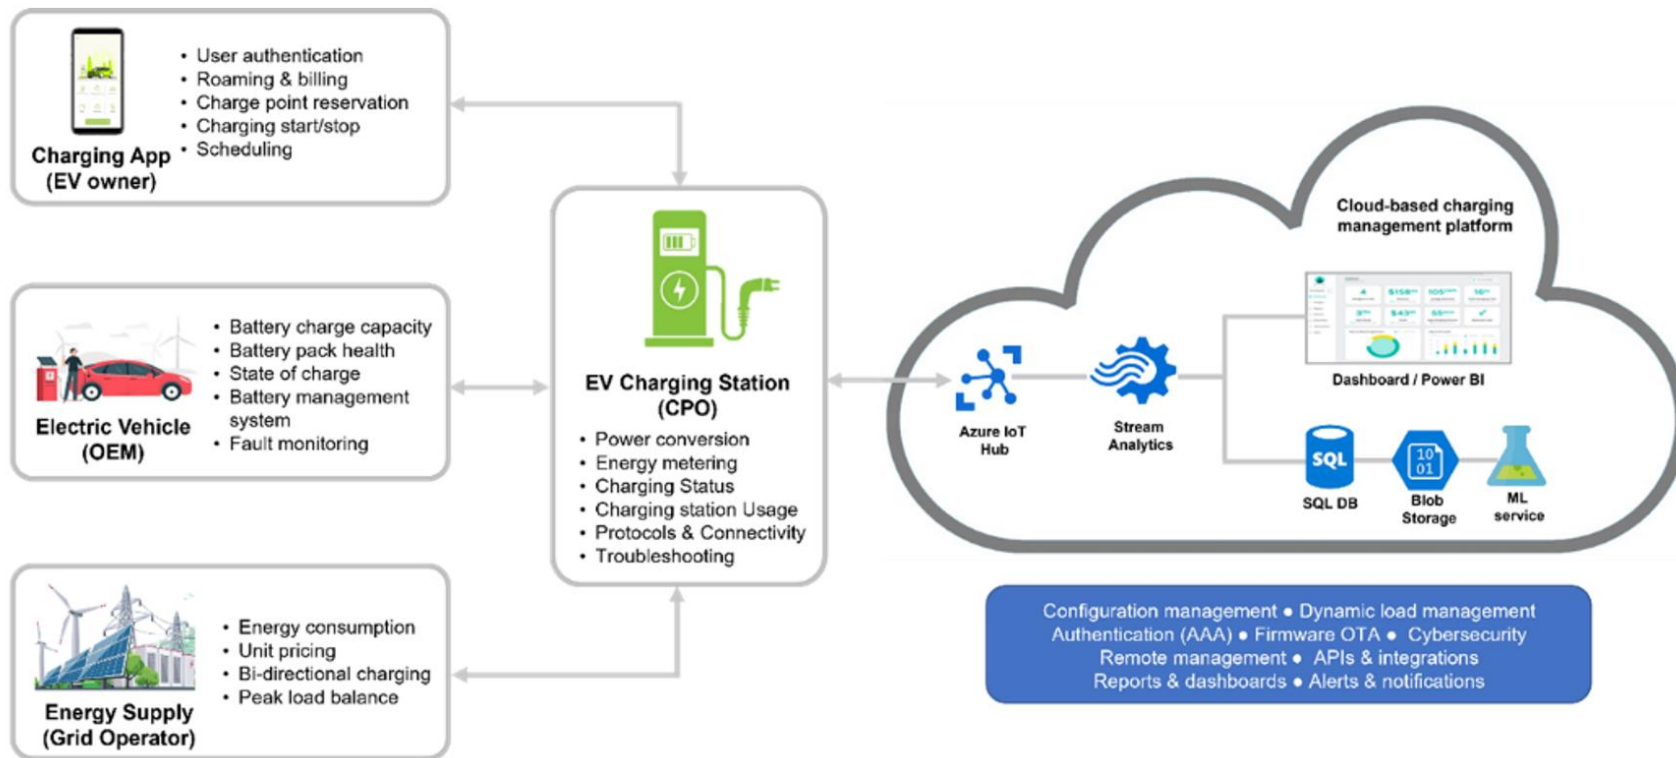 • User authentication
• Roaming & billing
• Charge point reservation
• Charging start/stop
• Scheduling
Charging App
(EV owner)
• Battery charge capacity
• Battery pack health
• State of charge
• Battery management
system
• Fault monitoring
Electric Vehicle
(OEM)
• Energy consumption
• Unit pricing
• Bi-directional charging
• Peak load balance
Energy Supply
(Grid Operator)
EV Charging Station
(CPO)
• Power conversion
• Energy metering
• Charging Status
• Charging station Usage
• Protocols & Connectivity
• Troubleshooting
Cloud-based charging
management platform
Dashboard / Power BI
Azure IoT
Hub
Stream
Analytics
SQL
SQL DB
10
01
Blob
Storage
ML
service
Configuration management ● Dynamic load management
Authentication (AAA) ● Firmware OTA ● Cybersecurity
Remote management ● APIs & integrations
Reports & dashboards ● Alerts & notifications